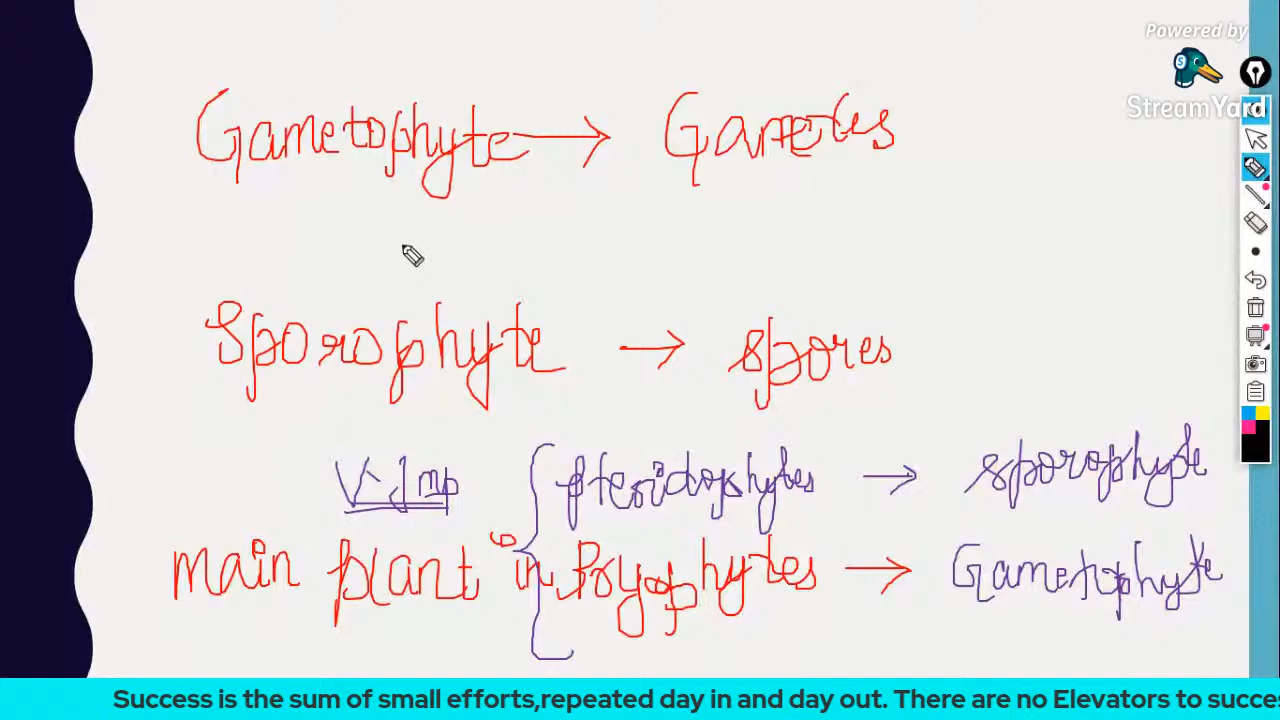 Powered by
StreamYard
Gametophyte → Gametes
Sporophyte → spores
V. Imp pteridophytes → sporophyte
main plant in Bryophytes → Gametophyte
Success is the sum of small efforts,repeated day in and day out. There are no Elevators to succes